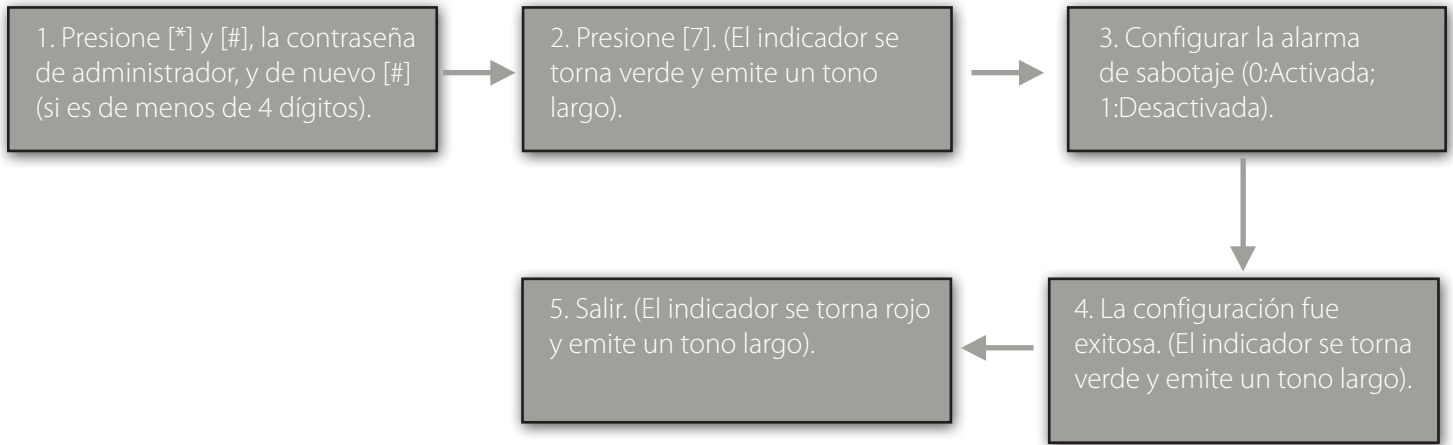 1. Presione [*] y [#], la contraseña
de administrador, y de nuevo [#]
(si es de menos de 4 dígitos).
2. Presione [7]. (El indicador se
torna verde y emite un tono
largo).
3. Configurar la alarma
de sabotaje (0:Activada;
1:Desactivada).
4. La configuración fue
exitosa. (El indicador se torna
verde y emite un tono largo).
5. Salir. (El indicador se torna rojo
y emite un tono largo).